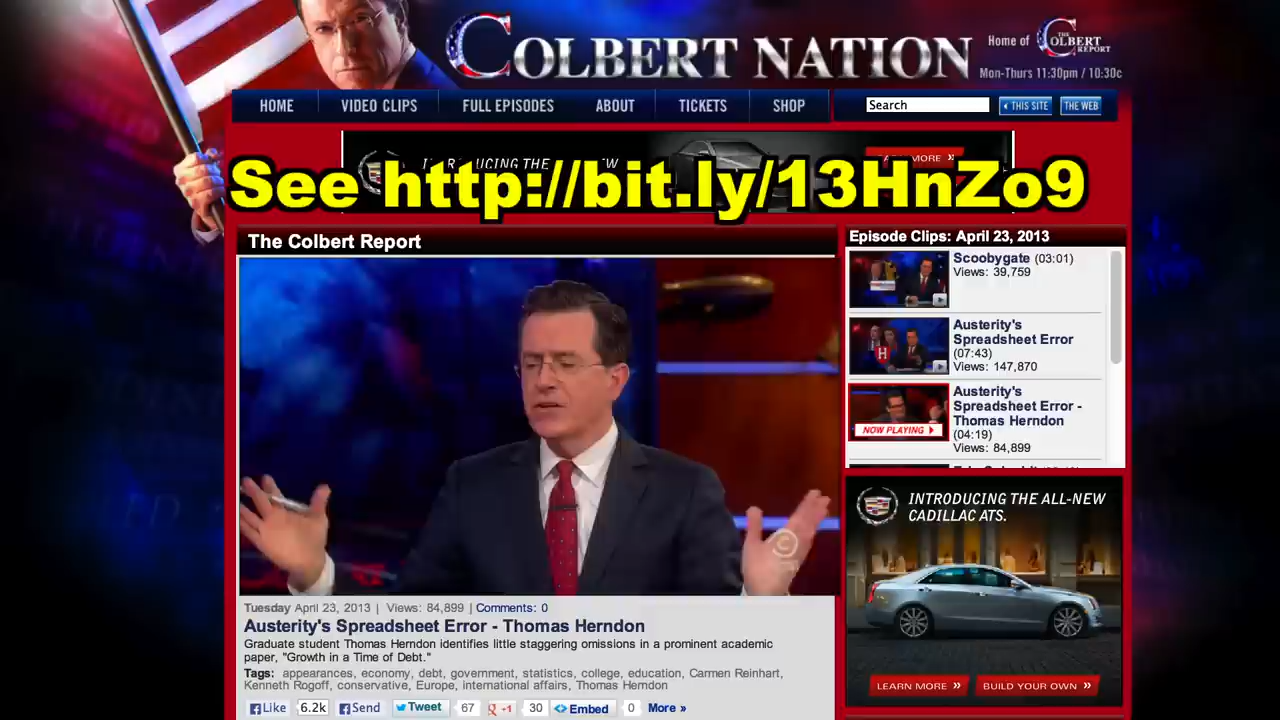 COLBERT NATION
Home of THE COLBERT REPORT
Mon-Thurs 11:30pm / 10:30c
HOME VIDEO CLIPS FULL EPISODES ABOUT TICKETS SHOP Search THIS SITE THE WEB
See http://bit.ly/13HnZo9
The Colbert Report
Episode Clips: April 23, 2013
Scoobygate (03:01)
Views: 39,759
Austerity's
Spreadsheet Error
(07:43)
Views: 147,870
Austerity's
Spreadsheet Error -
Thomas Herndon
(04:19)
Views: 84,899
NOW PLAYING
INTRODUCING THE ALL-NEW
CADILLAC ATS.
LEARN MORE » BUILD YOUR OWN »
Tuesday April 23, 2013 | Views: 84,899 | Comments: 0
Austerity's Spreadsheet Error - Thomas Herndon
Graduate student Thomas Herndon identifies little staggering omissions in a prominent academic
paper, "Growth in a Time of Debt."
Tags: appearances, economy, debt, government, statistics, college, education, Carmen Reinhart,
Kenneth Rogoff, conservative, Europe, international affairs, Thomas Herndon
Like 6.2k Send Tweet 67 +1 30 Embed 0 More »